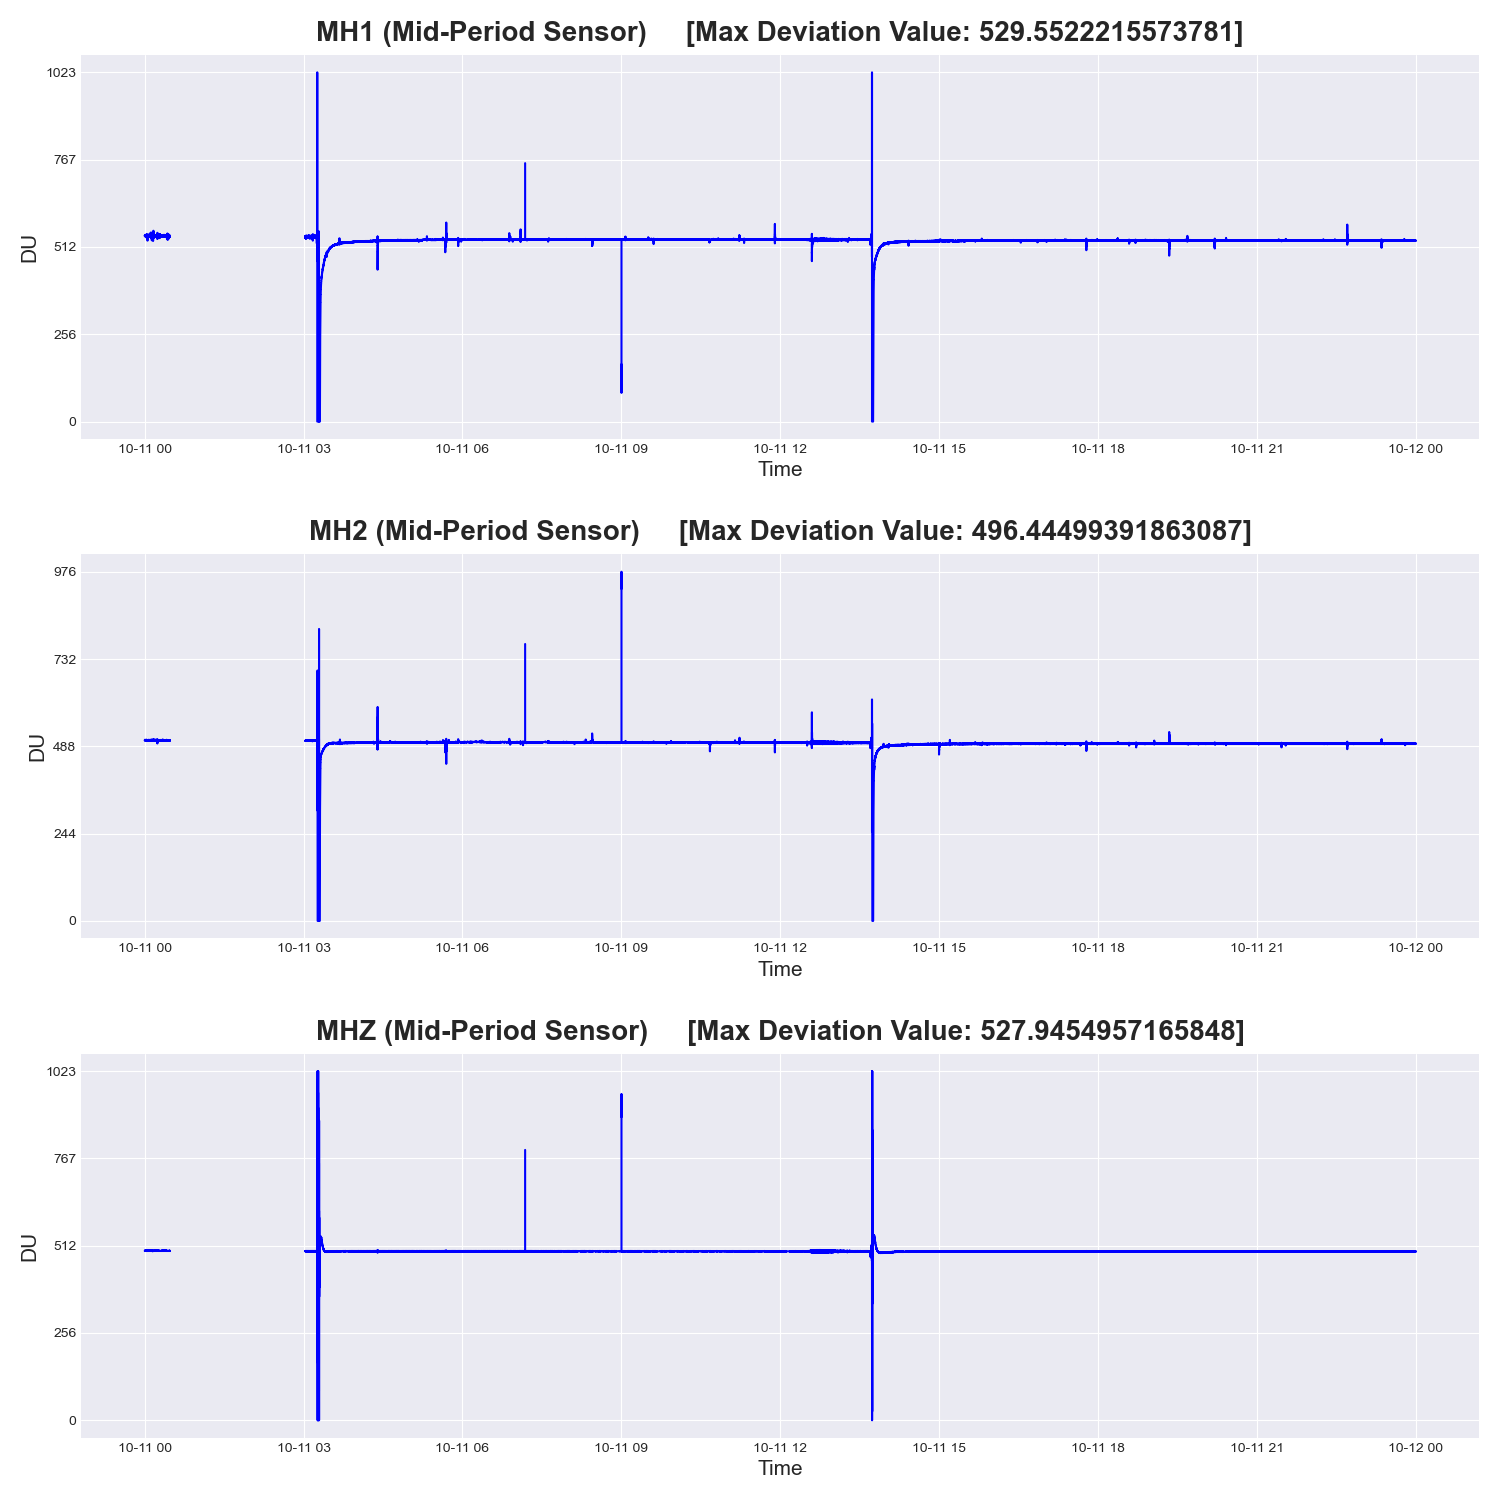 MH1 (Mid-Period Sensor) [Max Deviation Value: 529.5522215573781]
1023
767
512
256
0
DU
10-11 00 10-11 03 10-11 06 10-11 09 10-11 12 10-11 15 10-11 18 10-11 21 10-12 00
Time
MH2 (Mid-Period Sensor) [Max Deviation Value: 496.44499391863087]
976
732
488
244
0
DU
10-11 00 10-11 03 10-11 06 10-11 09 10-11 12 10-11 15 10-11 18 10-11 21 10-12 00
Time
MHZ (Mid-Period Sensor) [Max Deviation Value: 527.9454957165848]
1023
767
512
256
0
DU
10-11 00 10-11 03 10-11 06 10-11 09 10-11 12 10-11 15 10-11 18 10-11 21 10-12 00
Time